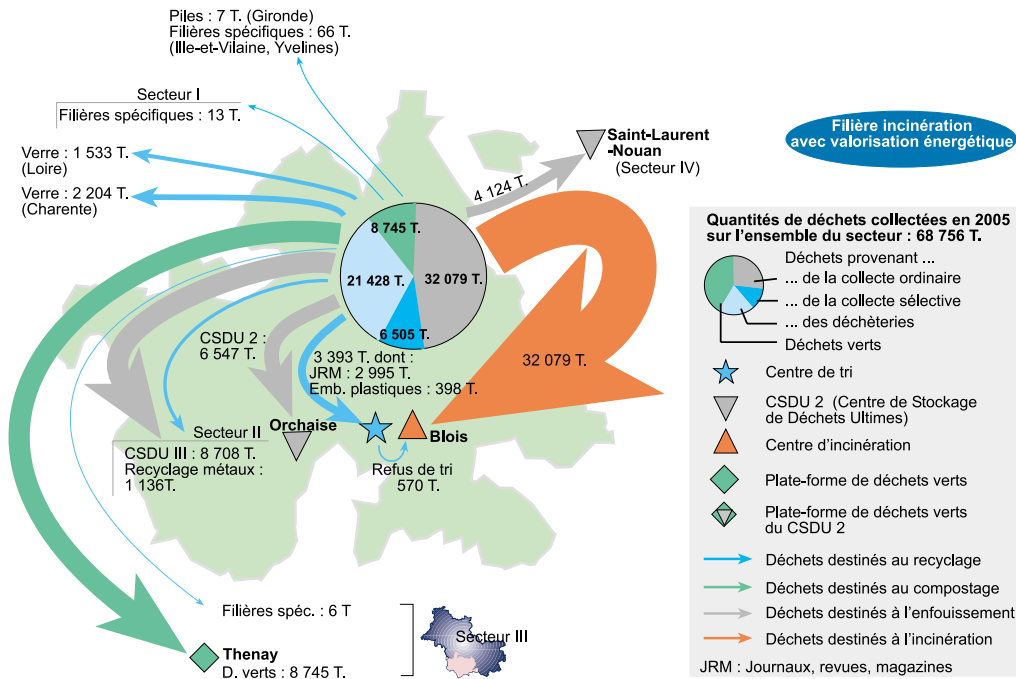 Piles : 7 T. (Gironde)
Filières spécifiques : 66 T.
(Ille-et-Vilaine, Yvelines)
Secteur I
Filières spécifiques : 13 T.
Verre : 1 533 T.
(Loire)
Verre : 2 204 T.
(Charente)
Saint-Laurent
-Nouan
(Secteur IV)
4 124 T.
Filière incinération
avec valorisation énergétique
8 745 T.
21 428 T.
32 079 T.
6 505 T.
CSDU 2 :
6 547 T.
3 393 T. dont :
JRM : 2 995 T.
Emb. plastiques : 398 T.
32 079 T.
Orchaise
Blois
Refus de tri
570 T.
Secteur II
CSDU III : 8 708 T.
Recyclage métaux :
1 136T.
Filières spéc. : 6 T
Secteur III
Thenay
D. verts : 8 745 T.
Quantités de déchets collectées en 2005
sur l'ensemble du secteur : 68 756 T.
Déchets provenant ...
... de la collecte ordinaire
... de la collecte sélective
... des déchèteries
Déchets verts
Centre de tri
CSDU 2 (Centre de Stockage
de Déchets Ultimes)
Centre d'incinération
Plate-forme de déchets verts
Plate-forme de déchets verts
du CSDU 2
Déchets destinés au recyclage
Déchets destinés au compostage
Déchets destinés à l'enfouissement
Déchets destinés à l'incinération
JRM : Journaux, revues, magazines